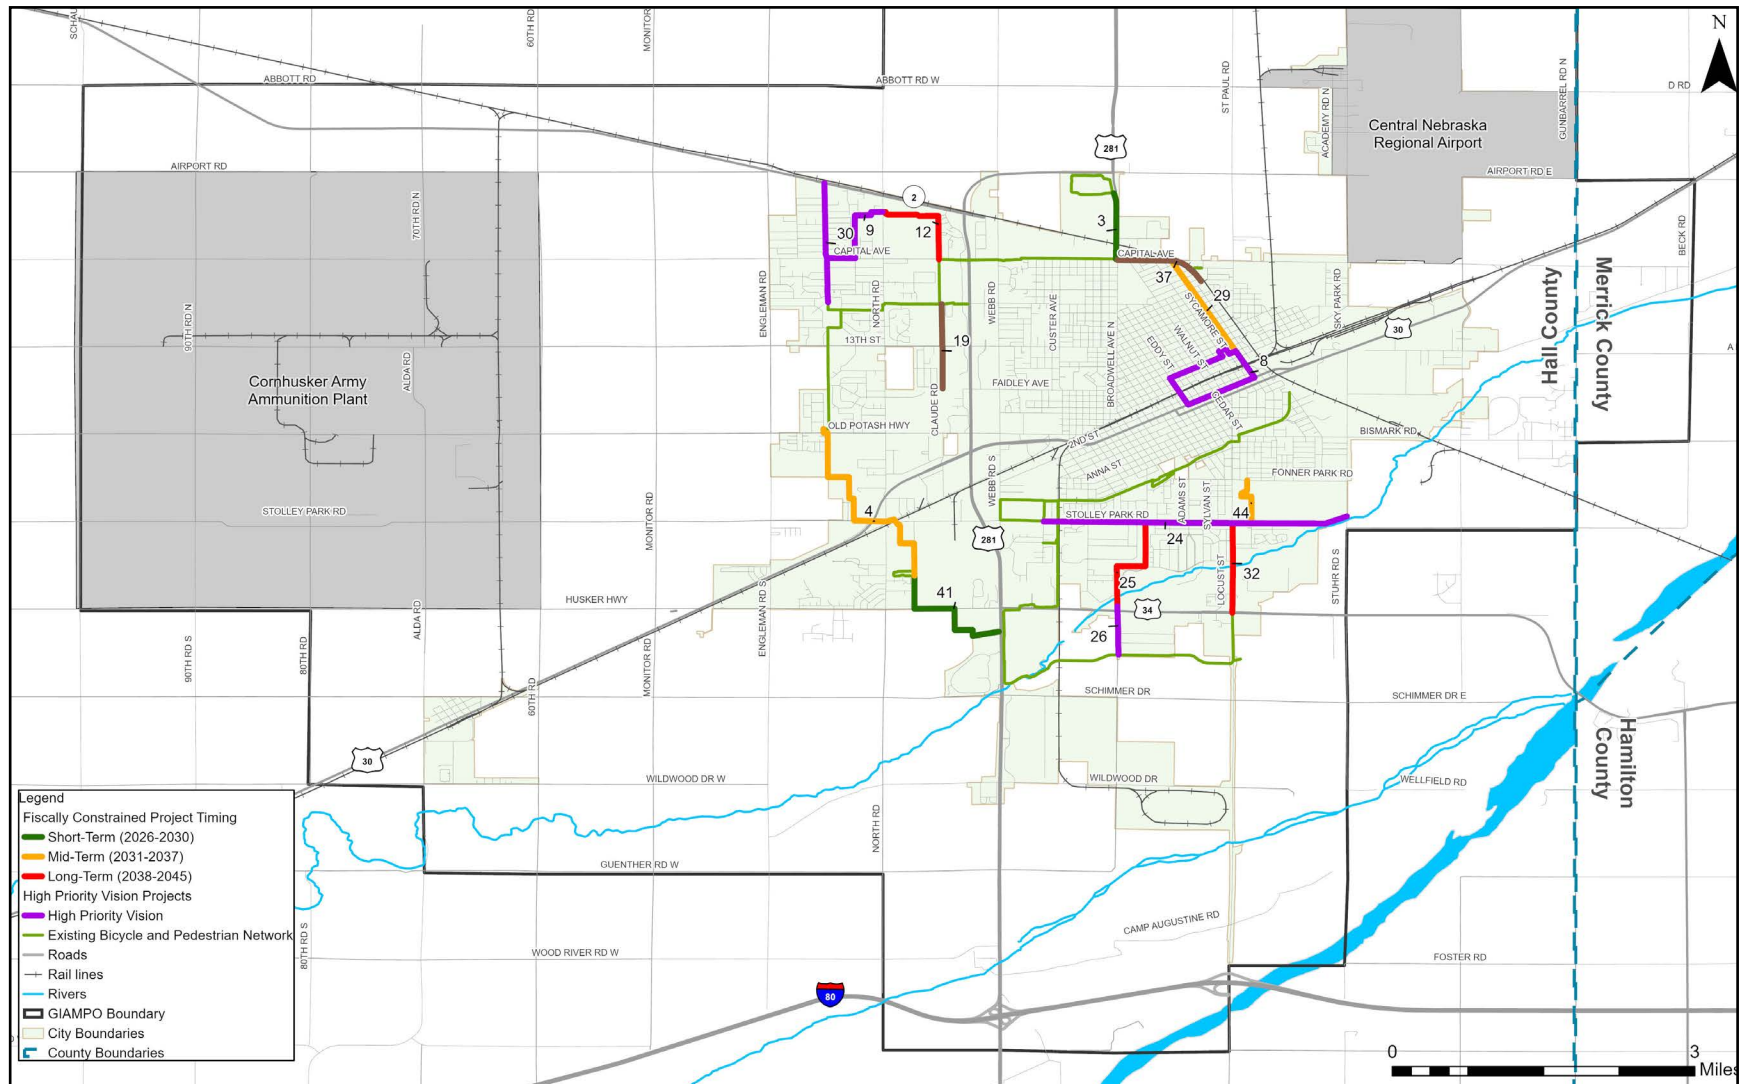 N
SCHAU
60TH RD
MONITOR
ABBOTT RD
ABBOTT RD W
ST PAUL RD
ACADEMY RD N
GUNBARREL RD N
D RD
281
Central Nebraska
Regional Airport
AIRPORT RD
AIRPORT RD E
70TH RD N
2
BECK RD
3
30
9
12
CAPITAL AVE
CAPITAL AVE
37
ENGLEMAN RD
NORTH RD
WEBB RD
CUSTER AVE
BROADWELL AVE N
SYCAMORE ST
29
SKY PARK RD
Hall County
Merrick County
90TH RD N
13TH ST
19
EDDY ST
WALNUT ST
8
30
A
Cornhusker Army
Ammunition Plant
ALDA RD
CLAUDE RD
FAIDLEY AVE
CEDAR ST
OLD POTASH HWY
2ND ST
BISMARK RD
ANNA ST
WEBB RD S
FONNER PARK RD
STOLLEY PARK RD
MONITOR RD
4
STOLLEY PARK RD
ADAMS ST
SYLVAN ST
44
281
24
25
LOCUST ST
32
STUHR RD S
41
HUSKER HWY
ENGLEMAN RD S
34
26
ALDA RD
90TH RD S
80TH RD
MONITOR RD
60TH RD
SCHIMMER DR
SCHIMMER DR E
Hamilton
County
30
WILDWOOD DR W
WILDWOOD DR
WELLFIELD RD
NORTH RD
GUENTHER RD W
CAMP AUGUSTINE RD
80TH RD S
WOOD RIVER RD W
FOSTER RD
80
Legend
Fiscally Constrained Project Timing
Short-Term (2026-2030)
Mid-Term (2031-2037)
Long-Term (2038-2045)
High Priority Vision Projects
High Priority Vision
Existing Bicycle and Pedestrian Network
Roads
Rail lines
Rivers
GIAMPO Boundary
City Boundaries
County Boundaries
0
3
Miles